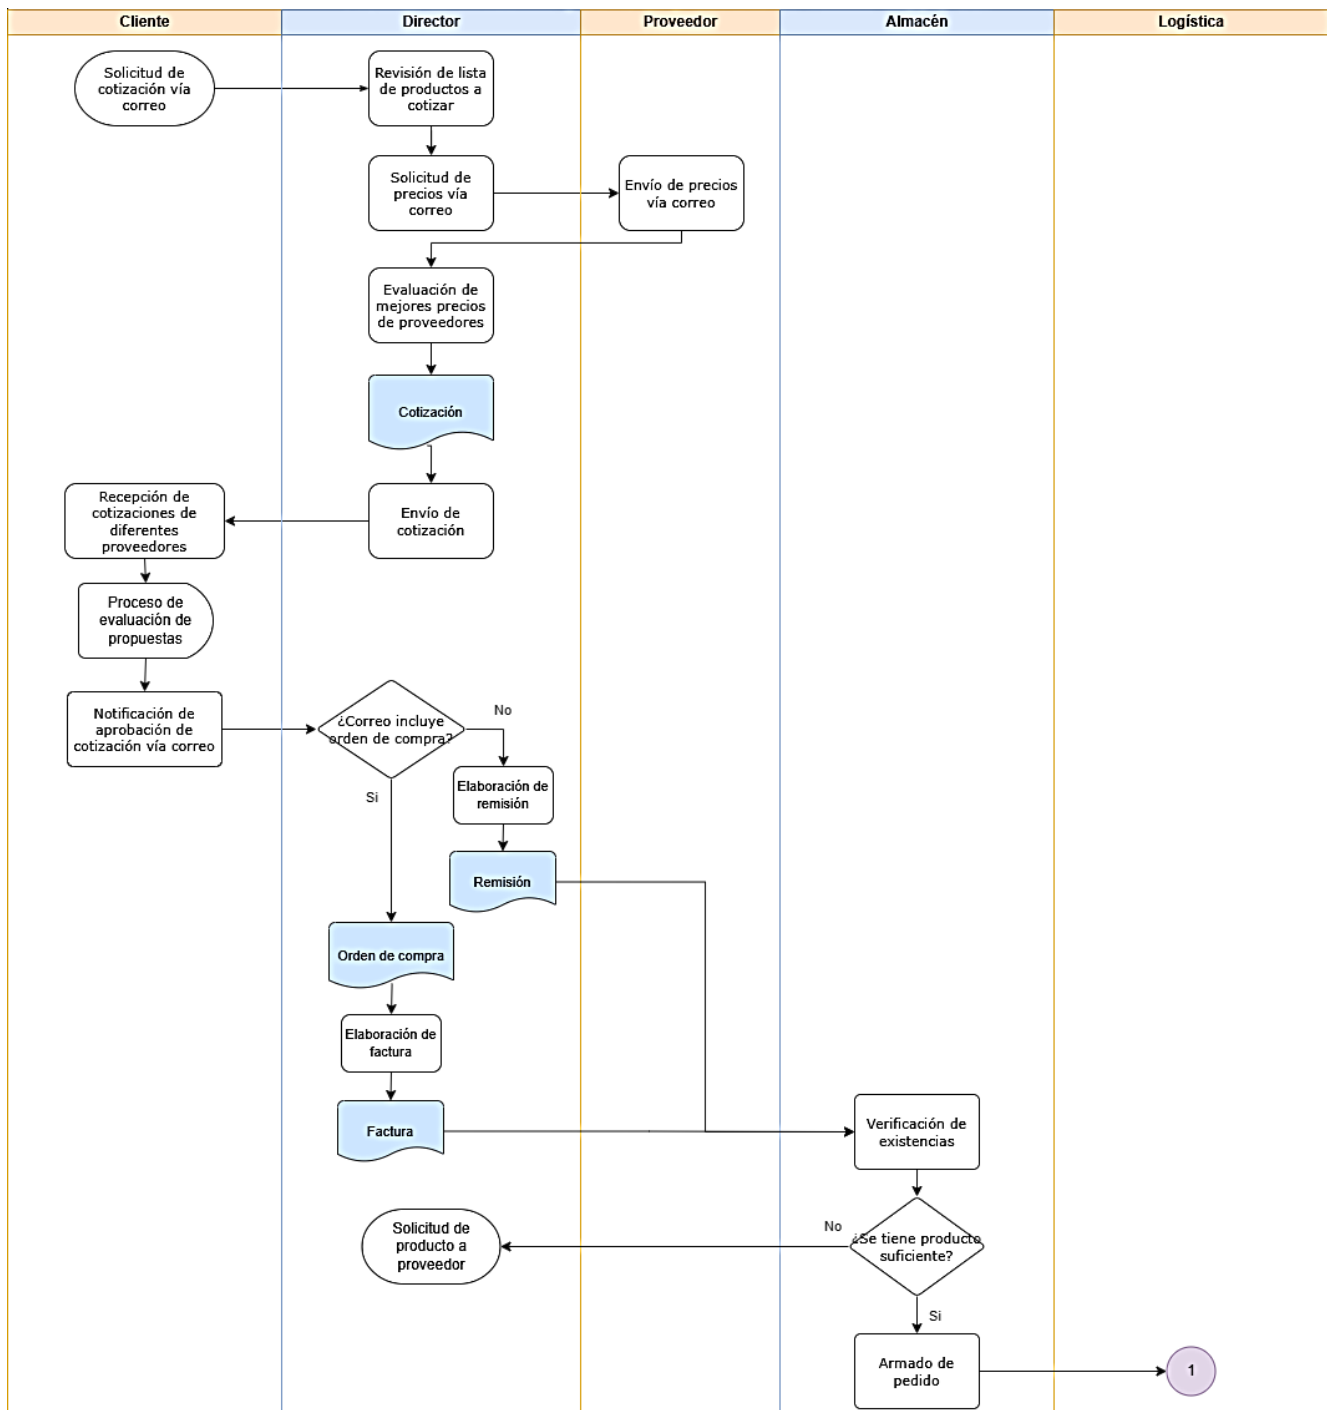 Cliente
Director
Proveedor
Almacén
Logística
Solicitud de
cotización vía
correo
Revisión de lista
de productos a
cotizar
Solicitud de
precios vía
correo
Envío de precios
vía correo
Evaluación de
mejores precios
de proveedores
Cotización
Envío de
cotización
Recepción de
cotizaciones de
diferentes
proveedores
Proceso de
evaluación de
propuestas
Notificación de
aprobación de
cotización vía correo
¿Correo incluye
orden de compra?
No
Si
Elaboración de
remisión
Remisión
Orden de compra
Elaboración de
factura
Factura
Verificación de
existencias
¿Se tiene producto
suficiente?
No
Solicitud de
producto a
proveedor
Si
Armado de
pedido
1